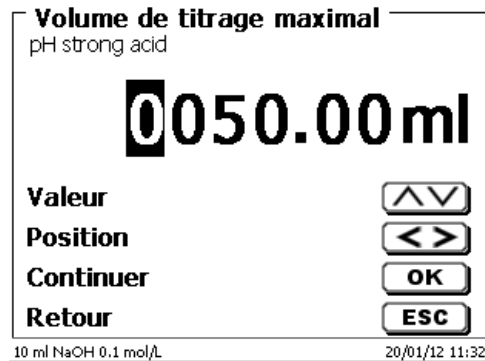 Volume de titrage maximal
pH strong acid
0050.00ml
Valeur
Position < >
Continuer OK
Retour ESC
10 ml NaOH 0.1 mol/L 20/01/12 11:32